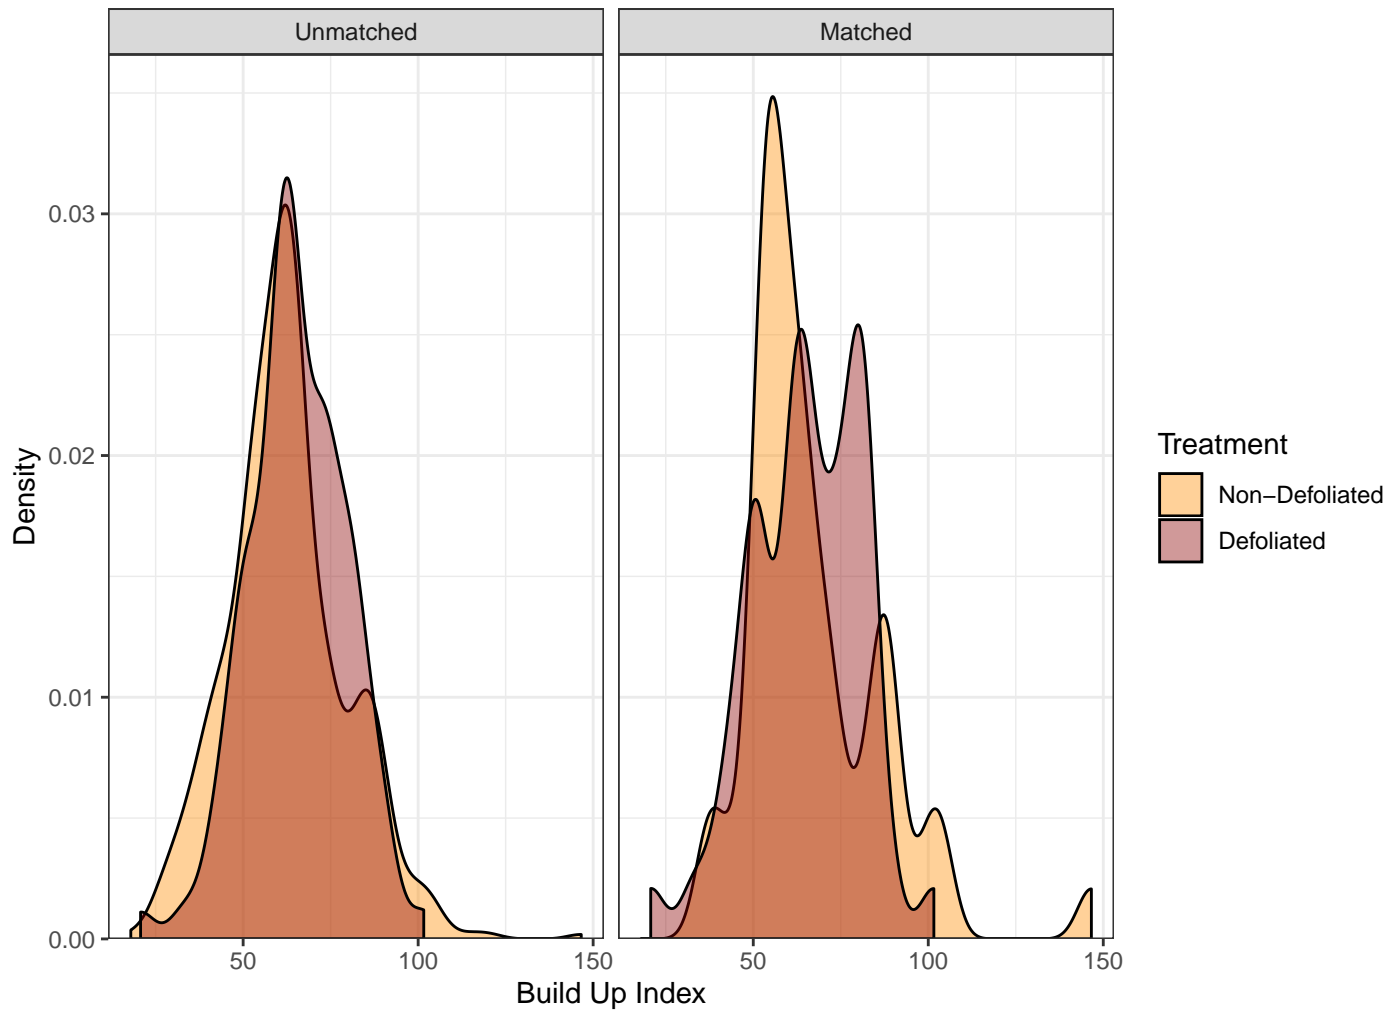 Unmatched
Matched
0.03
0.02
0.01
0.00
Density
50
100
150
50
100
150
Build Up Index
Treatment
Non−Defoliated
Defoliated